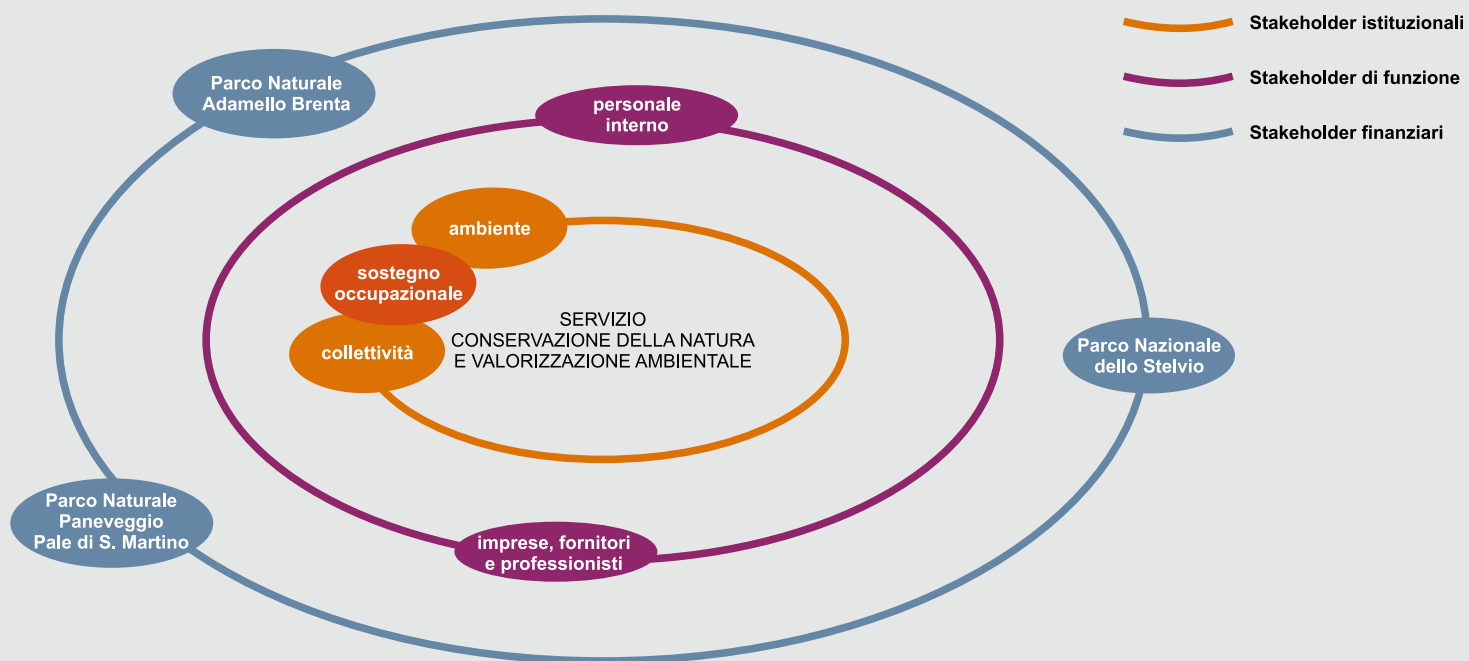 Stakeholder istituzionali
Stakeholder di funzione
Stakeholder finanziari
Parco Naturale
Adamello Brenta
personale
interno
ambiente
sostegno
occupazionale
collettività
SERVIZIO
CONSERVAZIONE DELLA NATURA
E VALORIZZAZIONE AMBIENTALE
Parco Nazionale
dello Stelvio
Parco Naturale
Paneveggio
Pale di S. Martino
imprese, fornitori
e professionisti